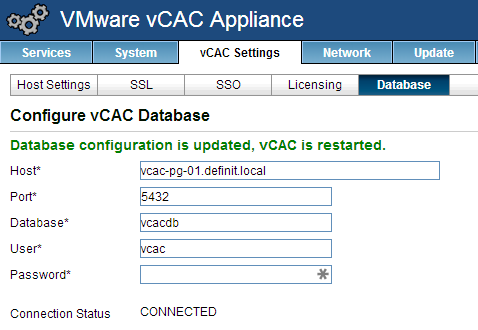 VMware vCAC Appliance
Services System vCAC Settings Network Update
Host Settings SSL SSO Licensing Database
Configure vCAC Database
Database configuration is updated, vCAC is restarted.
Host* vcac-pg-01.definit.local
Port* 5432
Database* vcacdb
User* vcac
Password*
Connection Status CONNECTED